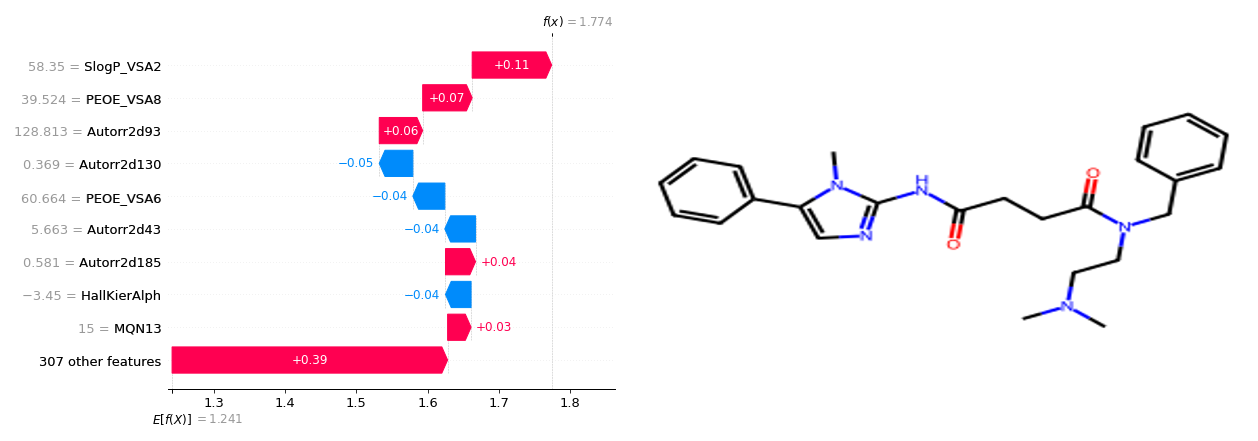 f(x) = 1.774
58.35 = SlogP_VSA2
+0.11
39.524 = PEOE_VSA8
+0.07
128.813 = Autorr2d93
+0.06
0.369 = Autorr2d130
−0.05
60.664 = PEOE_VSA6
−0.04
5.663 = Autorr2d43
−0.04
0.581 = Autorr2d185
+0.04
−3.45 = HallKierAlph
−0.04
15 = MQN13
+0.03
307 other features
+0.39
1.3 1.4 1.5 1.6 1.7 1.8
E[f(X)] = 1.241
N
N
H
N
O
O
N
N